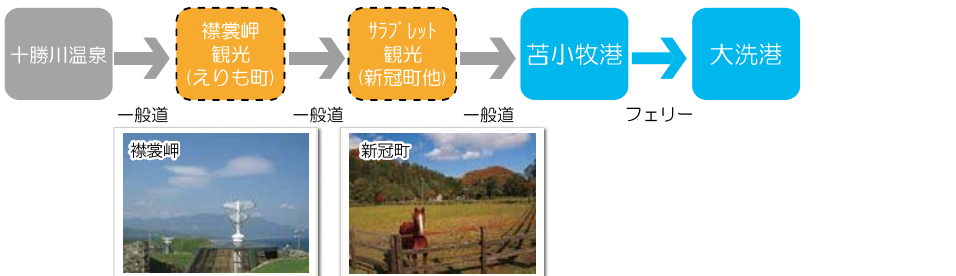 十勝川温泉
襟裳岬
観光
(えりも町)
ｻﾗﾌﾞﾚｯﾄ
観光
(新冠町他)
苫小牧港
大洗港
一般道
一般道
一般道
フェリー
襟裳岬
新冠町